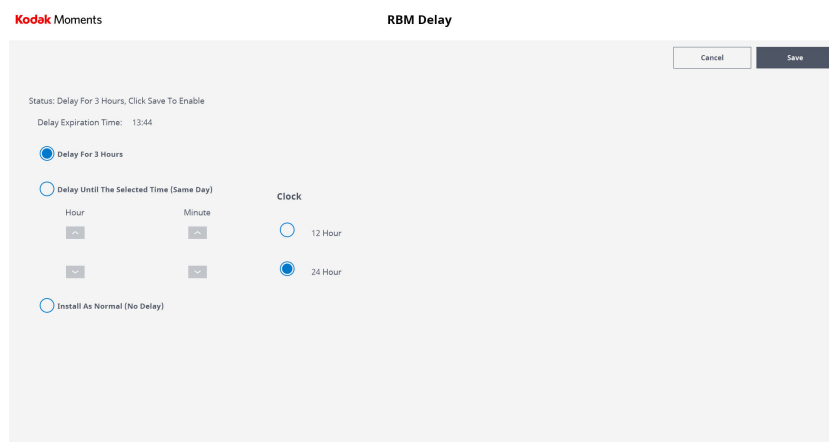 Kodak Moments
RBM Delay
Cancel
Save
Status: Delay For 3 Hours, Click Save To Enable
Delay Expiration Time: 13:44
Delay For 3 Hours
Delay Until The Selected Time (Same Day)
Clock
Hour
Minute
12 Hour
24 Hour
Install As Normal (No Delay)